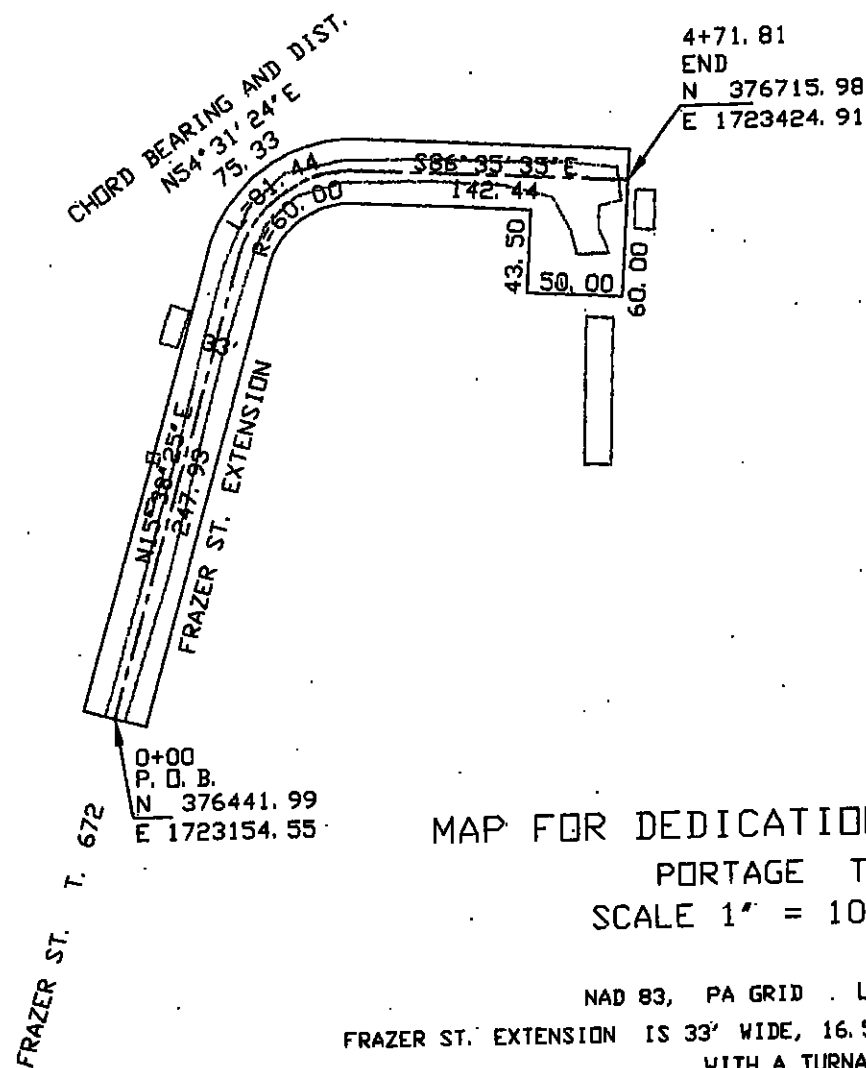 CHORD BEARING AND DIST.
N54°31'24"E
75.33
4+71.81
END
N 376715.98
E 1723424.91
L=81.44
R=60.00
S86°35'35"E
142.44
43.50
50.00
60.00
33'
N15°38'25"E
247.93
FRAZER ST. EXTENSION
0+00
P.O.B.
N 376441.99
E 1723154.55
FRAZER ST. T. 672
MAP FOR DEDICATIO
PORTAGE T
SCALE 1" = 10
NAD 83, PA GRID . L
FRAZER ST. EXTENSION IS 33' WIDE, 16.5
WITH A TURNA